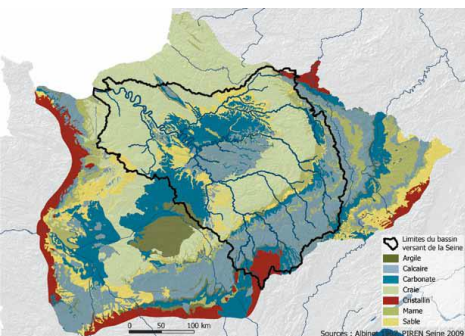 Limites du bassin
versant de la Seine
Argile
Calcaire
Carbonate
Craie
Cristallin
Marne
Sable
0 50 100 km
Sources : Albinet PIREN Seine 2009